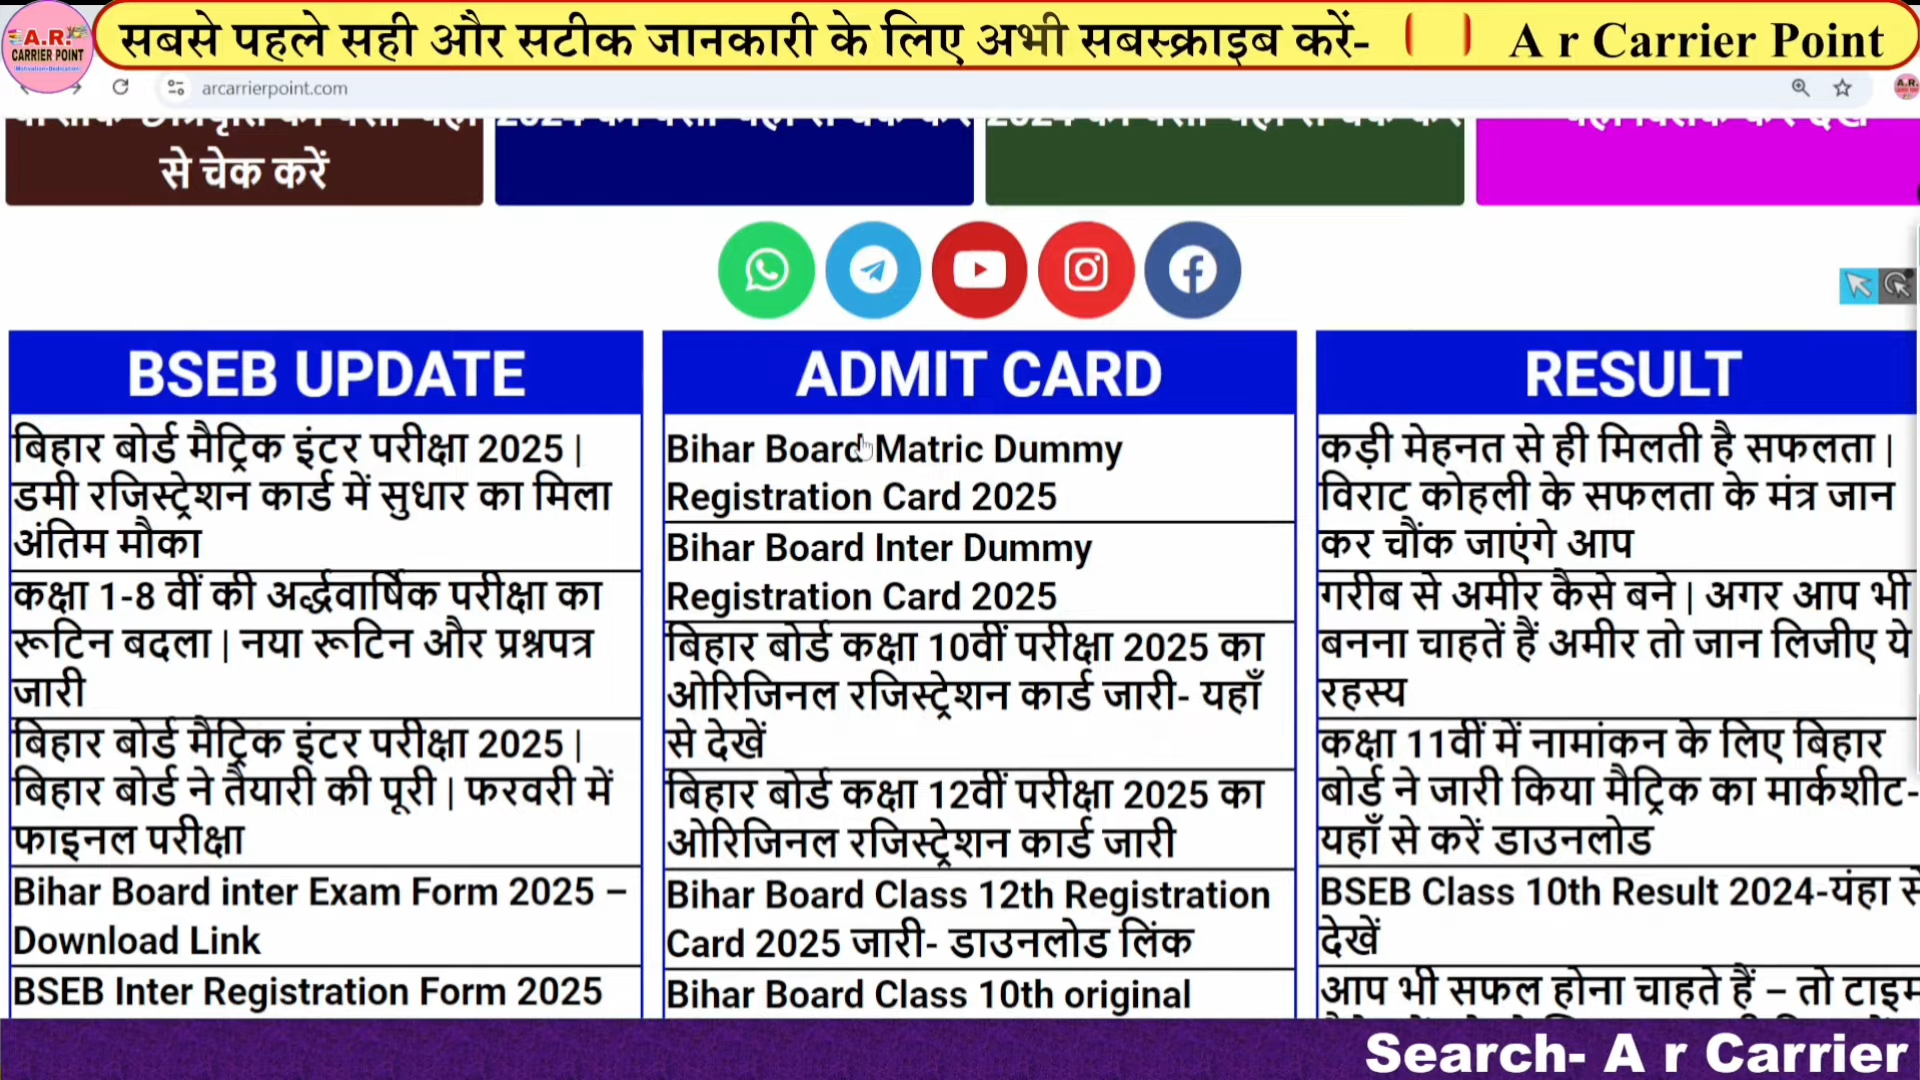 सबसे पहले सही और सटीक जानकारी के लिए अभी सबस्क्राइब करें- A r Carrier Point
A.R.
CARRIER POINT
arcarrierpoint.com
से चेक करें
BSEB UPDATE
बिहार बोर्ड मैट्रिक इंटर परीक्षा 2025 |
डमी रजिस्ट्रेशन कार्ड में सुधार का मिला
अंतिम मौका
कक्षा 1-8 वीं की अर्द्धवार्षिक परीक्षा का
रूटिन बदला | नया रूटिन और प्रश्नपत्र
जारी
बिहार बोर्ड मैट्रिक इंटर परीक्षा 2025 |
बिहार बोर्ड ने तैयारी की पूरी | फरवरी में
फाइनल परीक्षा
Bihar Board inter Exam Form 2025 –
Download Link
BSEB Inter Registration Form 2025
ADMIT CARD
Bihar Board Matric Dummy
Registration Card 2025
Bihar Board Inter Dummy
Registration Card 2025
बिहार बोर्ड कक्षा 10वीं परीक्षा 2025 का
ओरिजिनल रजिस्ट्रेशन कार्ड जारी- यहाँ
से देखें
बिहार बोर्ड कक्षा 12वीं परीक्षा 2025 का
ओरिजिनल रजिस्ट्रेशन कार्ड जारी
Bihar Board Class 12th Registration
Card 2025 जारी- डाउनलोड लिंक
Bihar Board Class 10th original
RESULT
कड़ी मेहनत से ही मिलती है सफलता |
विराट कोहली के सफलता के मंत्र जान
कर चौंक जाएंगे आप
गरीब से अमीर कैसे बने | अगर आप भी
बनना चाहतें हैं अमीर तो जान लिजीए ये
रहस्य
कक्षा 11वीं में नामांकन के लिए बिहार
बोर्ड ने जारी किया मैट्रिक का मार्कशीट-
यहाँ से करें डाउनलोड
BSEB Class 10th Result 2024-यंहा से
देखें
आप भी सफल होना चाहते हैं – तो टाइम
Search- A r Carrier